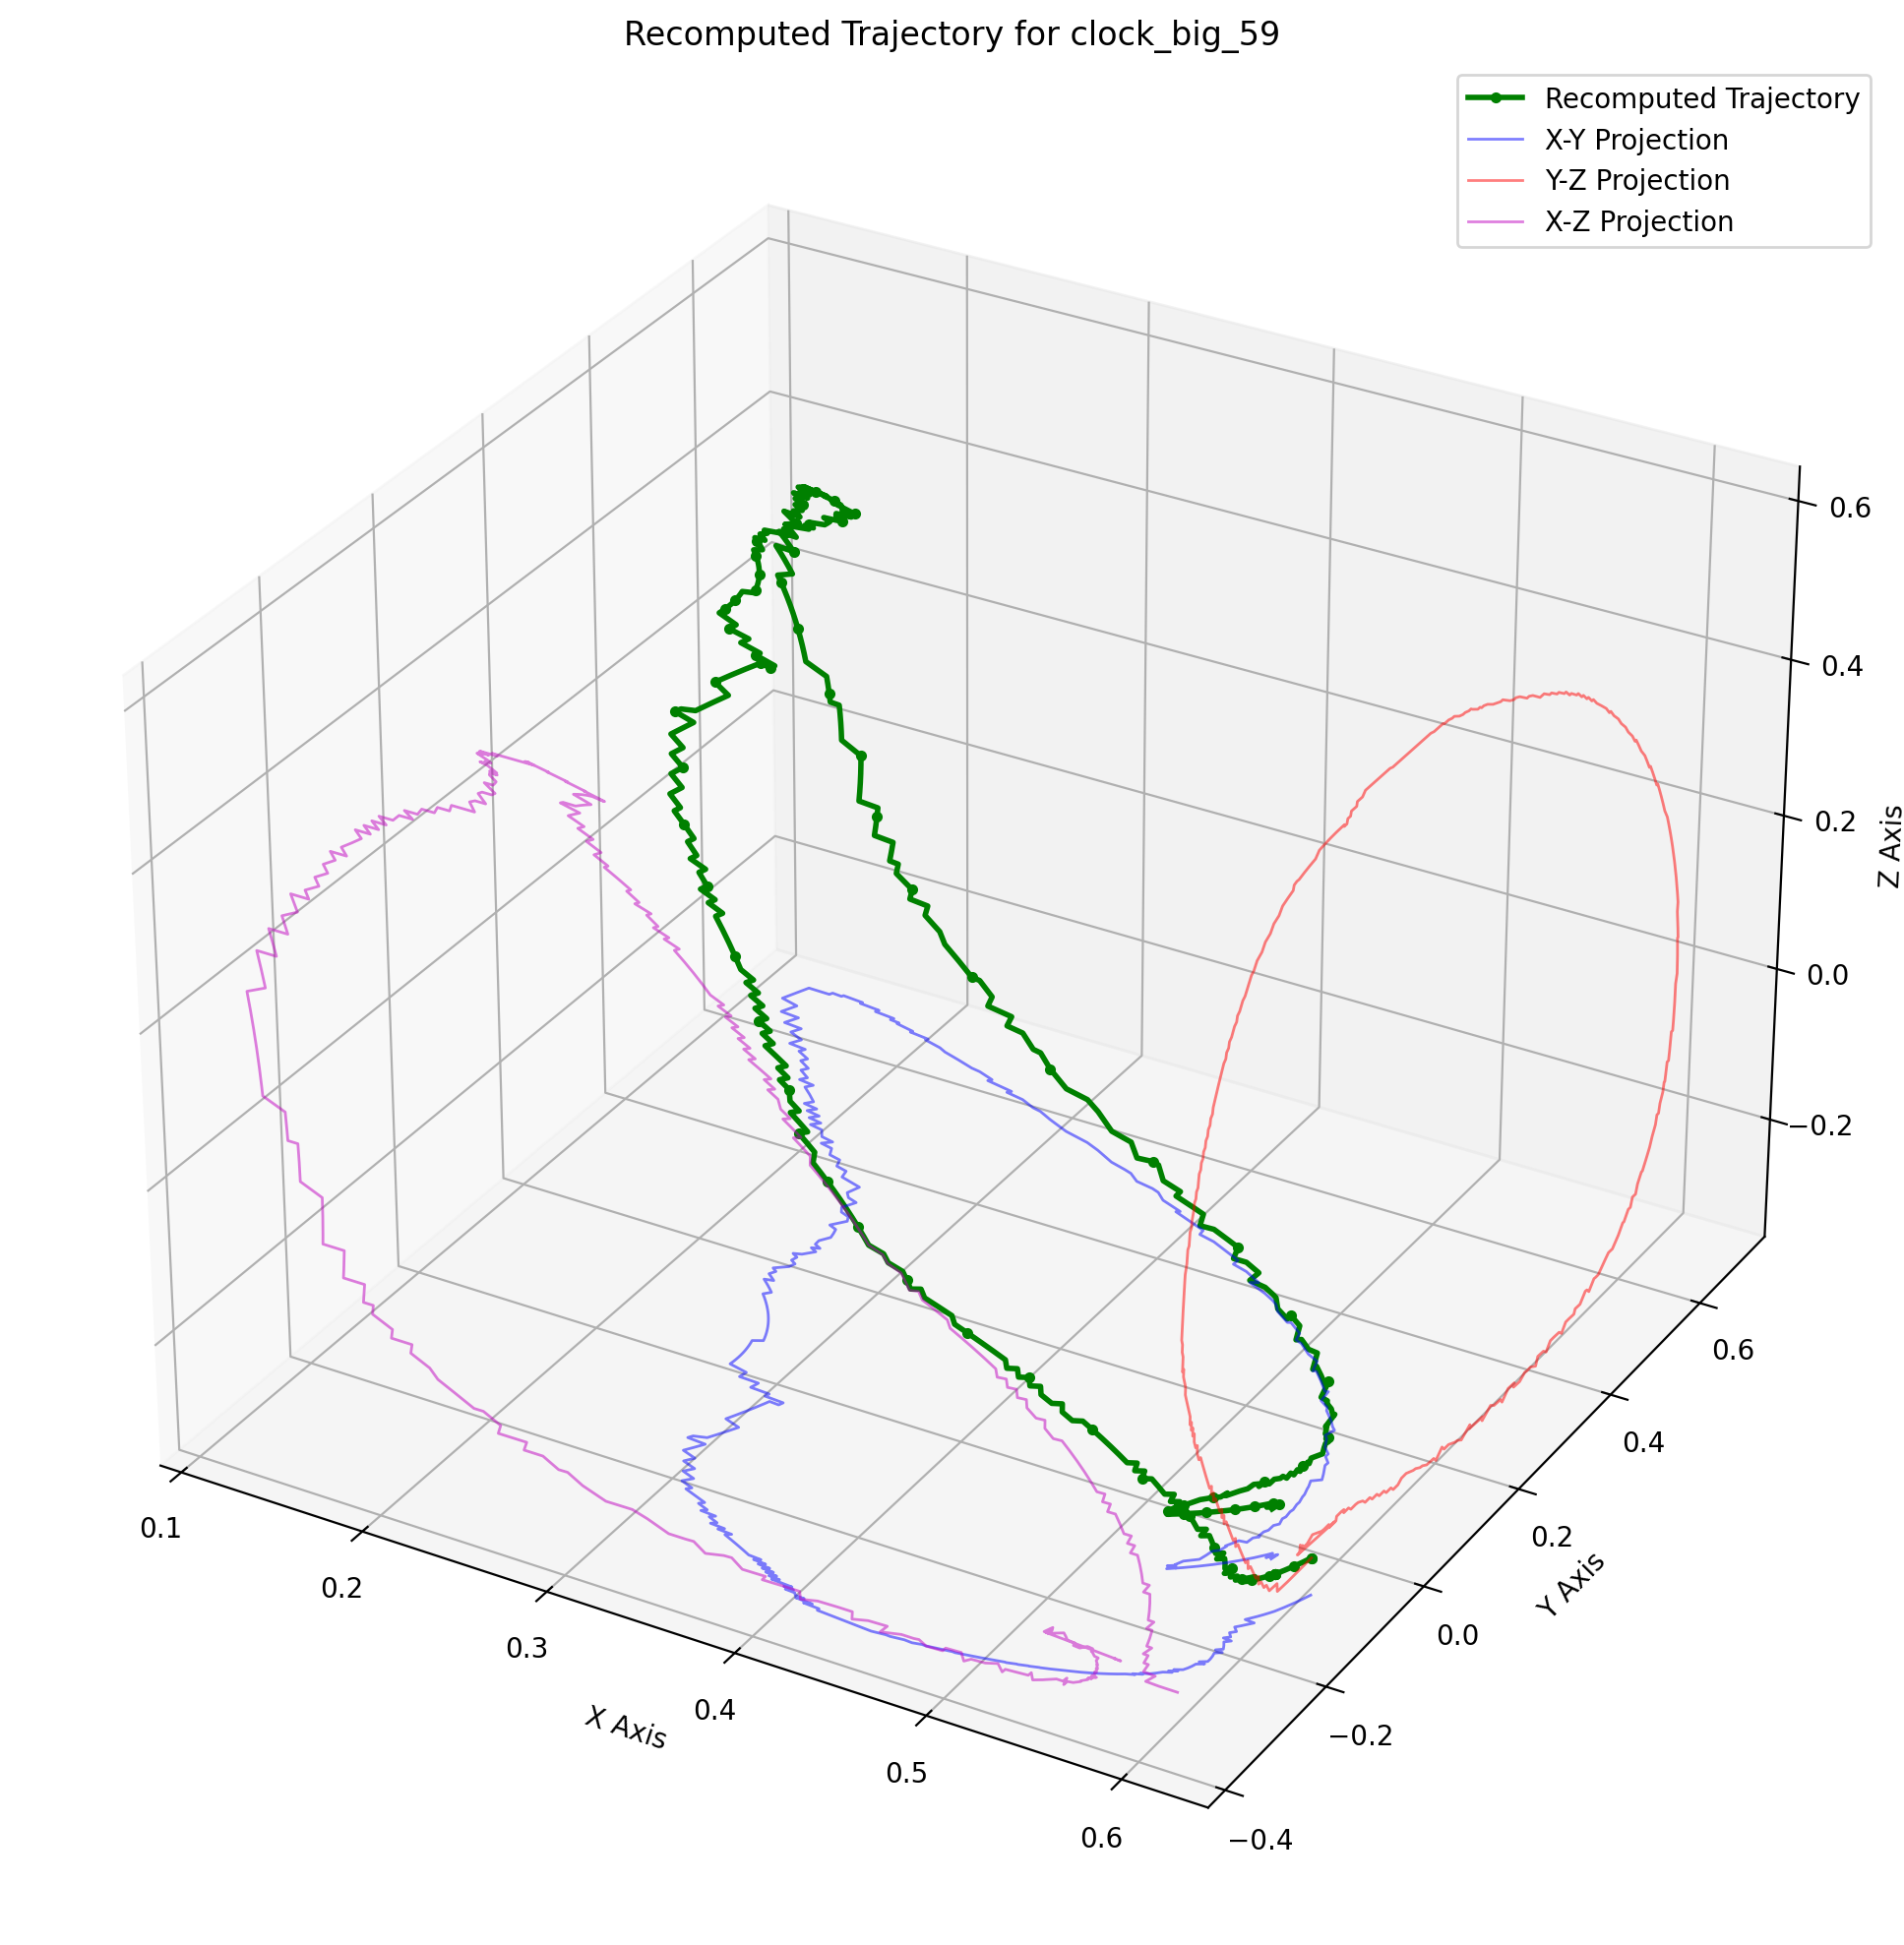 Recomputed Trajectory for clock_big_59
Recomputed Trajectory
X-Y Projection
Y-Z Projection
X-Z Projection
0.6
0.4
0.2
0.0
−0.2
Z Axis
0.6
0.4
0.2
0.0
−0.2
−0.4
Y Axis
0.1
0.2
0.3
0.4
0.5
0.6
X Axis